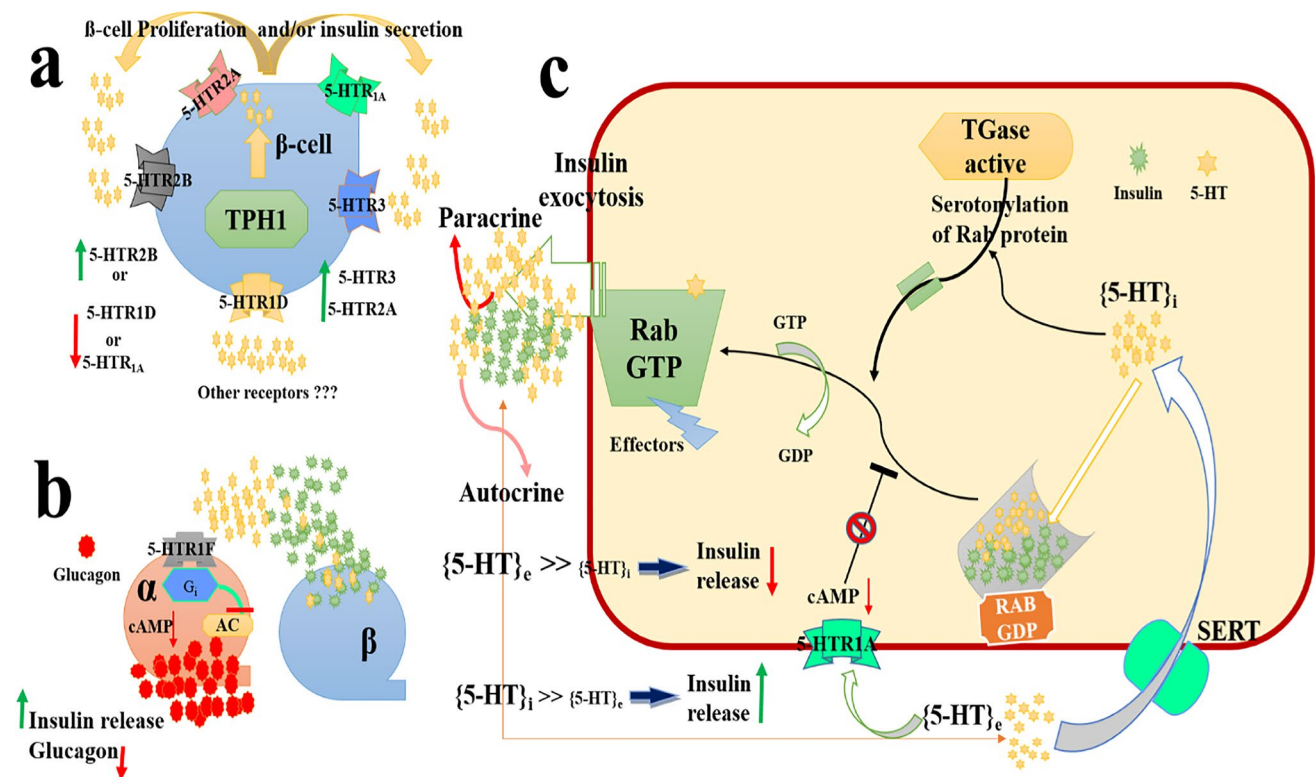 ß-cell Proliferation and/or insulin secretion
a
5-HTR2A
5-HTR1A
β-cell
5-HTR2B
5-HTR3
TPH1
5-HTR1D
5-HTR2B
or
5-HTR1D
or
5-HTR1A
5-HTR3
5-HTR2A
Other receptors ???
b
Glucagon
5-HTR1F
α
Gi
cAMP
AC
β
Insulin release
Glucagon
c
TGase
active
Insulin
5-HT
Insulin
exocytosis
Paracrine
Serotonylation
of Rab protein
{5-HT}i
Rab
GTP
GTP
GDP
Effectors
Autocrine
{5-HT}e >> {5-HT}i
Insulin
release
cAMP
5-HTR1A
RAB
GDP
SERT
{5-HT}i >> {5-HT}e
Insulin
release
{5-HT}e